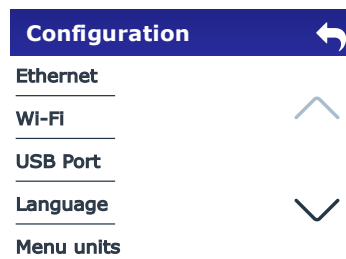 Configuration
Ethernet
Wi-Fi
USB Port
Language
Menu units